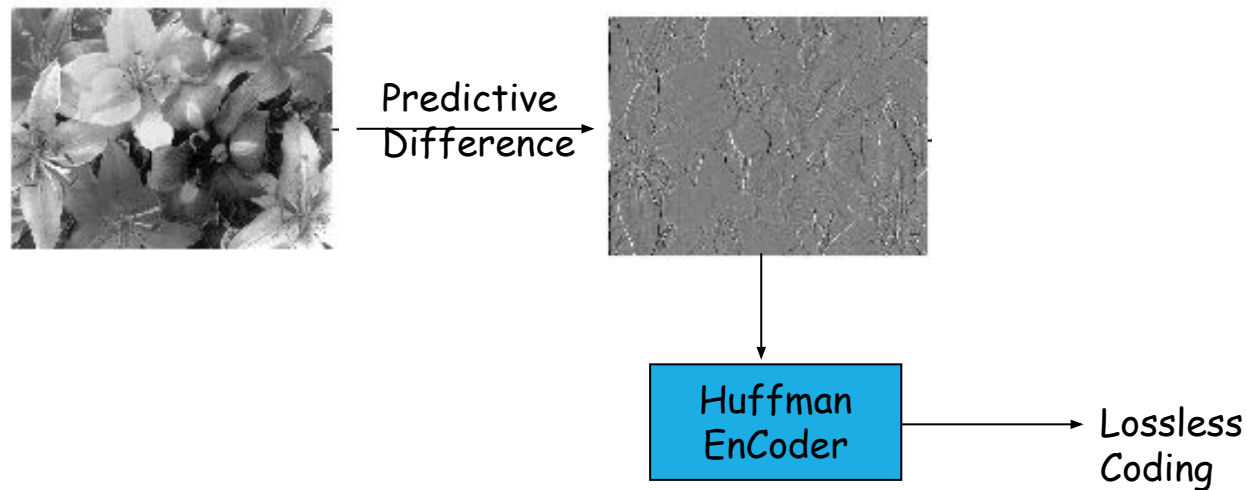 Predictive
Difference
Huffman
EnCoder
Lossless
Coding